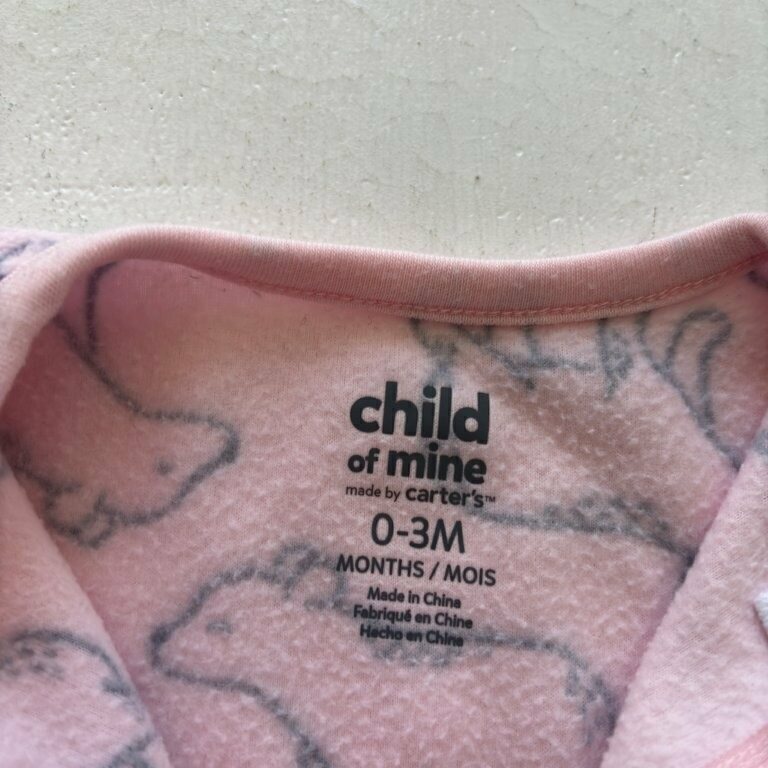 child
of mine
made by carter's™
0-3M
MONTHS / MOIS
Made in China
Fabriqué en Chine
Hecho en China